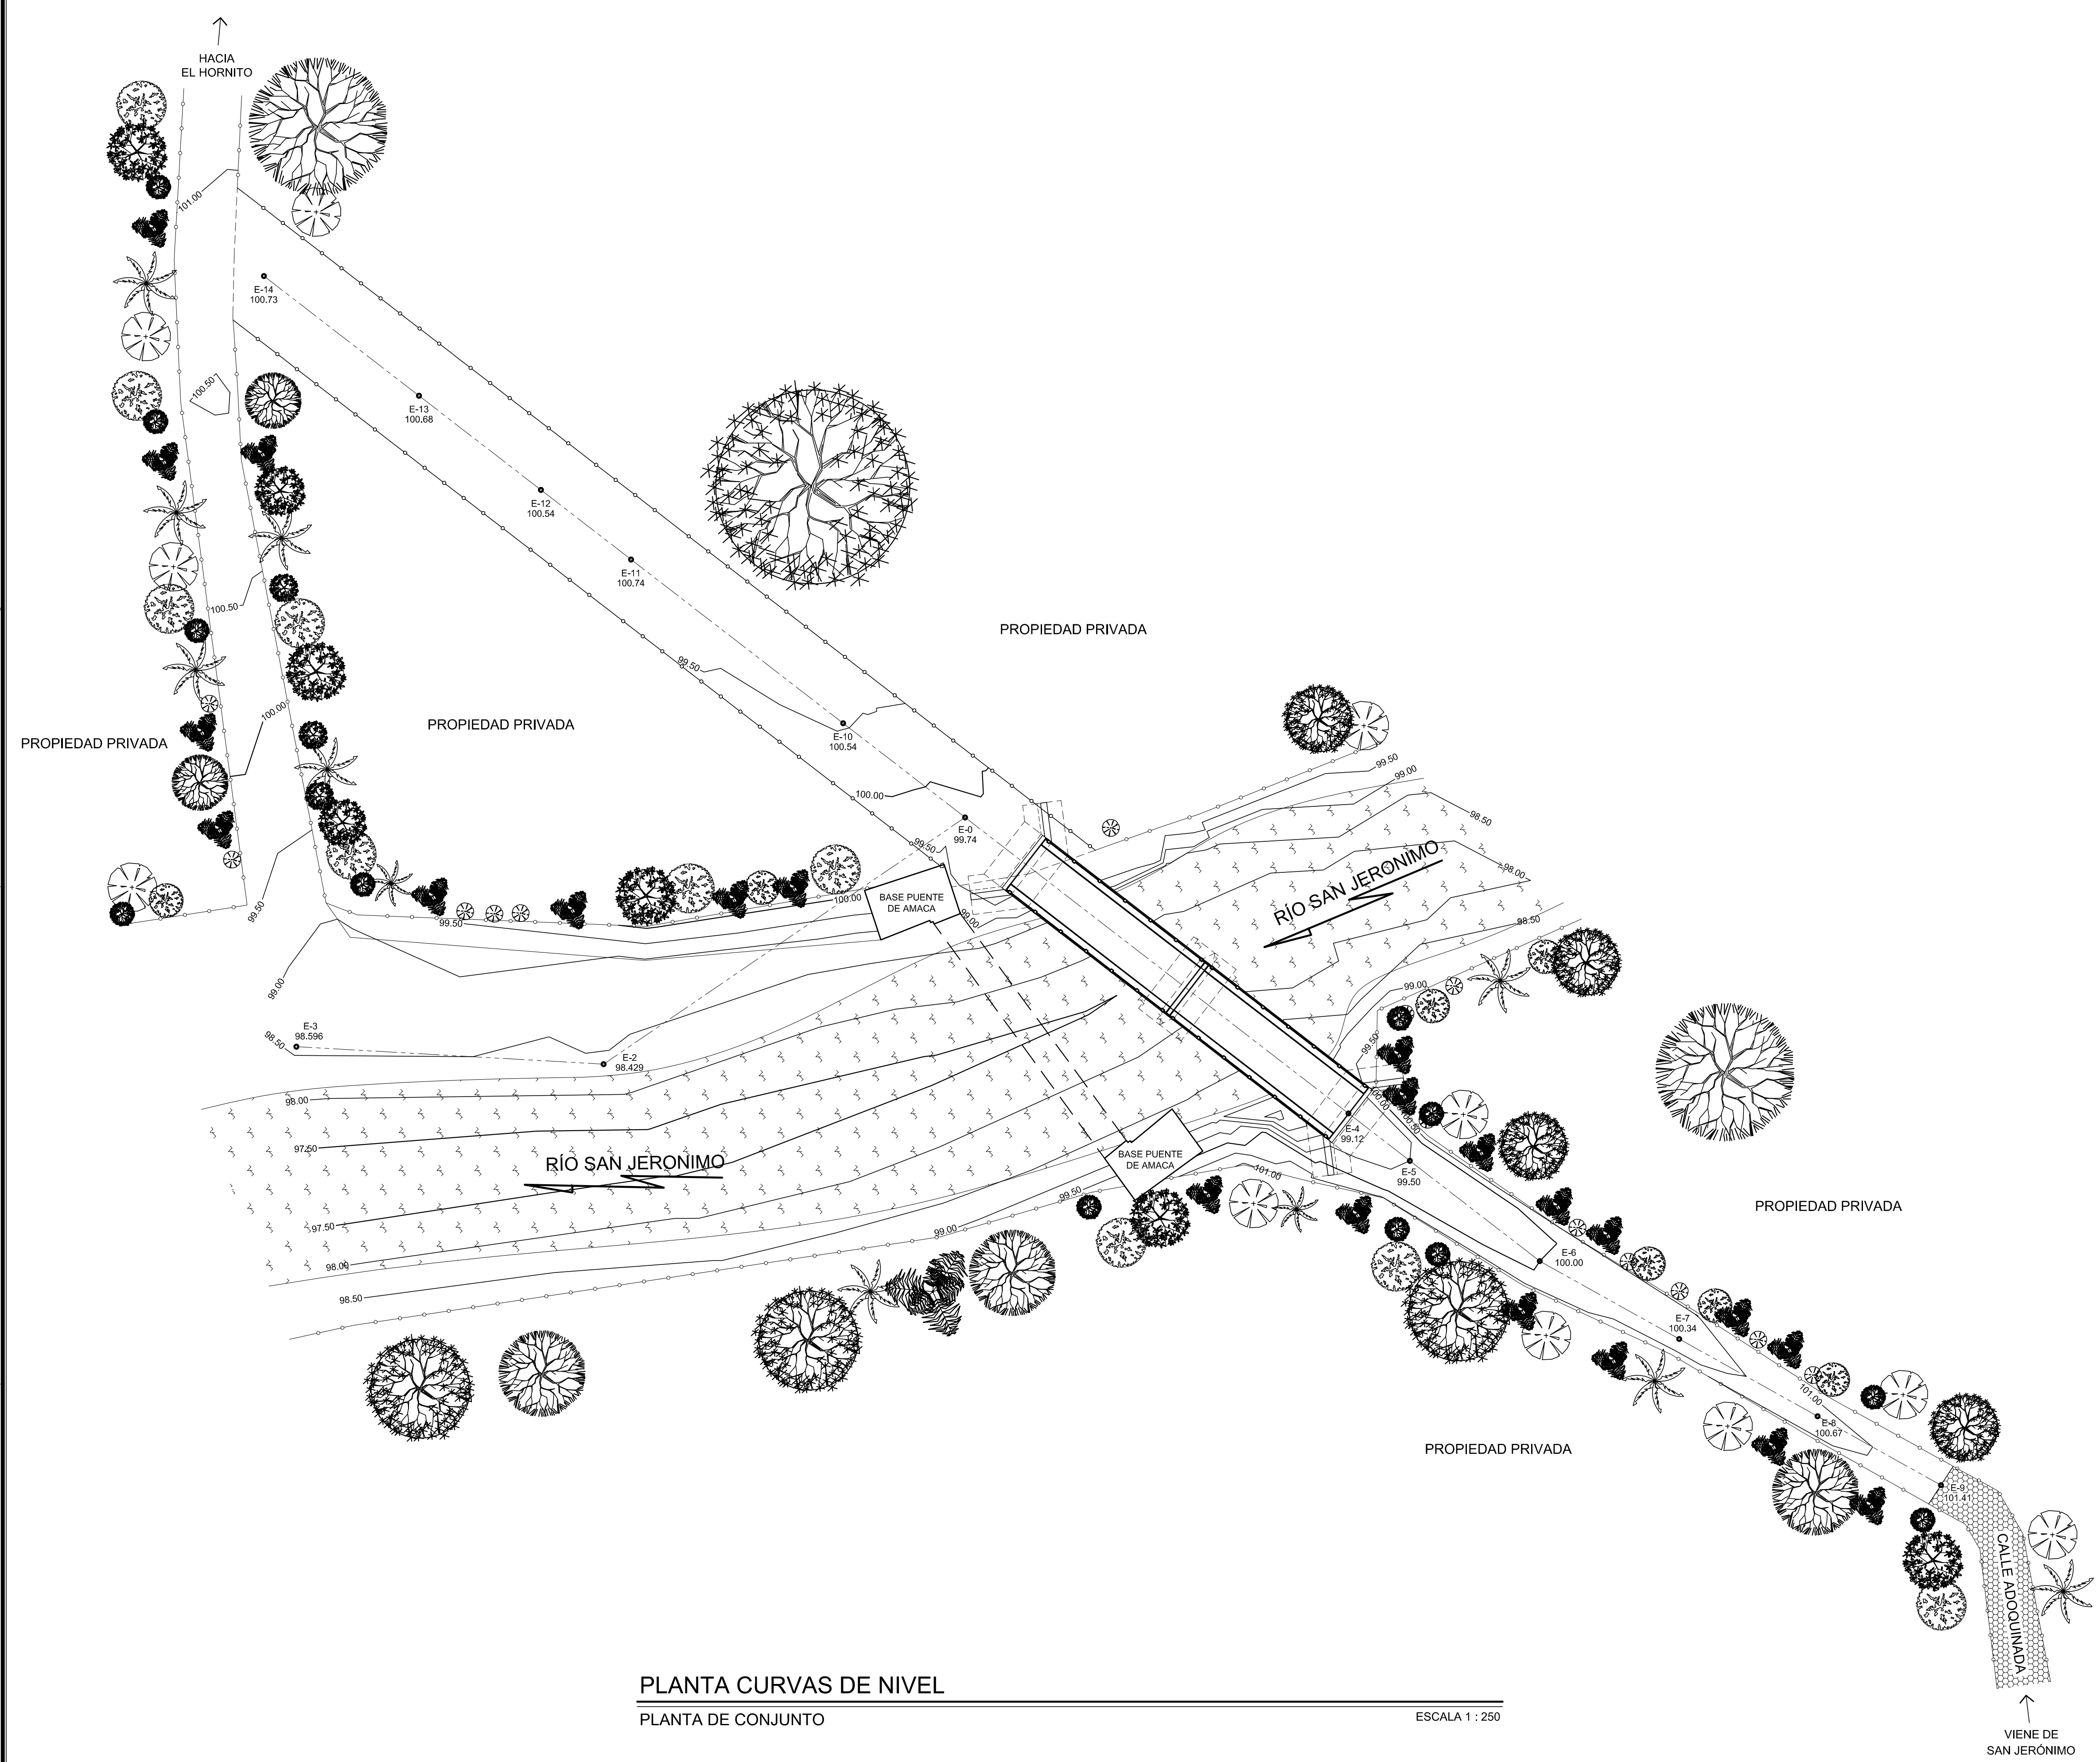 HACIA
EL HORNITO
101.00
E-14
100.73
100.50
E-13
100.68
E-12
100.54
E-11
100.74
100.50
PROPIEDAD PRIVADA
99.50
100.00
PROPIEDAD PRIVADA
PROPIEDAD PRIVADA
E-10
100.54
99.50
99.00
100.00
98.50
E-0
99.74
99.50
RÍO SAN JERONIMO
98.00
BASE PUENTE
DE AMACA
100.00
99.50
99.50
99.00
98.50
99.00
99.00
E-3
98.596
98.50
E-2
98.429
99.50
98.00
100.00
100.50
E-4
99.12
97.50
RÍO SAN JERONIMO
BASE PUENTE
DE AMACA
101.00
E-5
99.50
99.50
PROPIEDAD PRIVADA
97.50
99.00
98.00
E-6
100.00
98.50
E-7
100.34
101.00
E-8
100.67
PROPIEDAD PRIVADA
E-9
101.41
CALLE ADOQUINADA
PLANTA CURVAS DE NIVEL
PLANTA DE CONJUNTO
ESCALA 1 : 250
VIENE DE
SAN JERÓNIMO